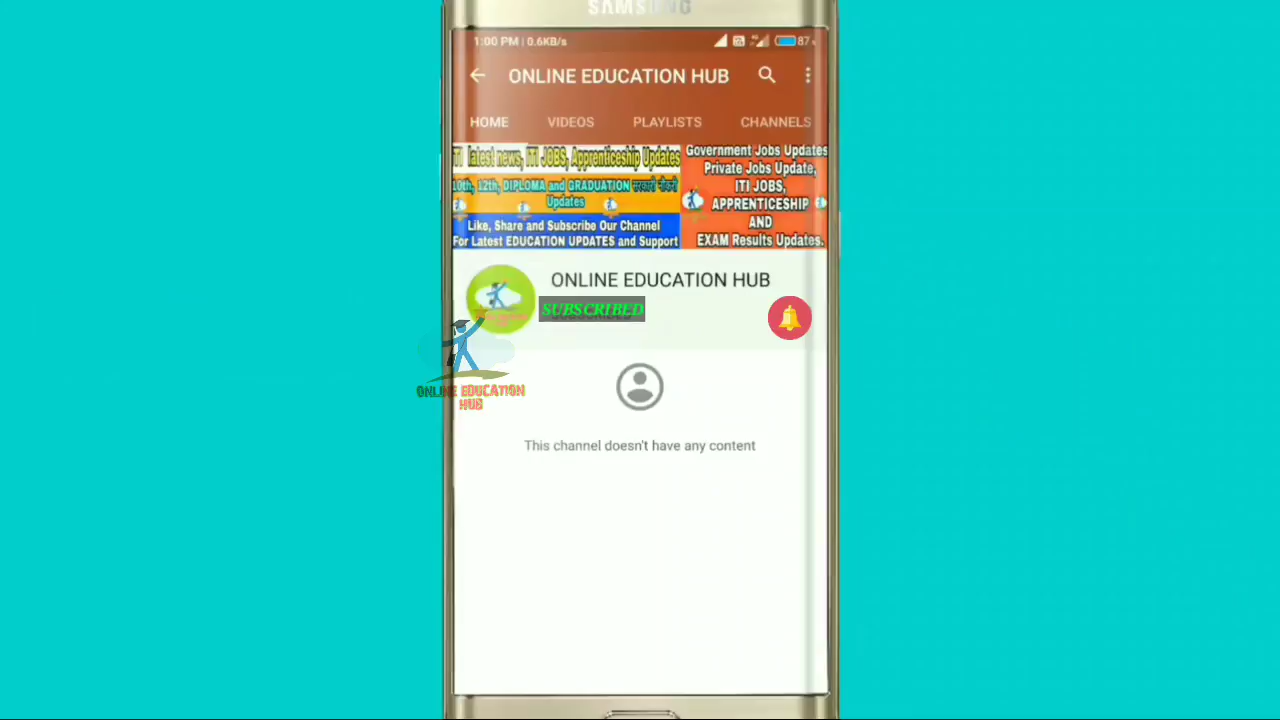 SAMSUNG
1:00 PM | 0.6KB/s
87
ONLINE EDUCATION HUB
HOME VIDEOS PLAYLISTS CHANNELS
ITI latest news, ITI JOBS, Apprenticeship Updates
10th, 12th, DIPLOMA and GRADUATION सरकारी नौकरी
Updates
Like, Share and Subscribe Our Channel
For Latest EDUCATION UPDATES and Support
Government Jobs Updates
Private Jobs Update,
ITI JOBS,
APPRENTICESHIP
AND
EXAM Results Updates.
ONLINE EDUCATION HUB
SUBSCRIBED
ONLINE EDUCATION
HUB
This channel doesn't have any content